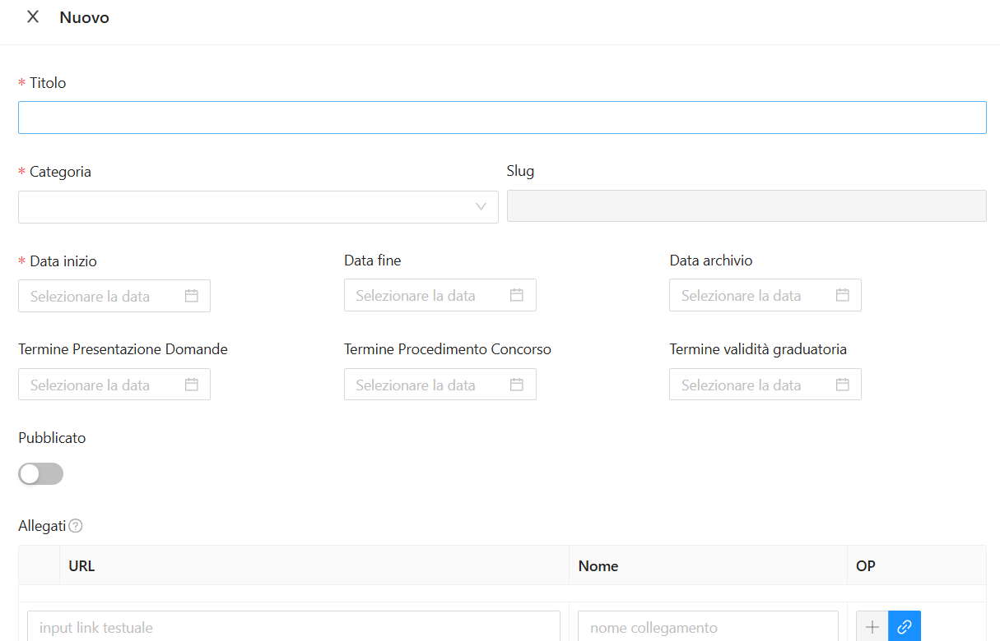 Nuovo
* Titolo
* Categoria
Slug
* Data inizio
Data fine
Data archivio
Selezionare la data
Selezionare la data
Selezionare la data
Termine Presentazione Domande
Termine Procedimento Concorso
Termine validità graduatoria
Selezionare la data
Selezionare la data
Selezionare la data
Pubblicato
Allegati
URL
Nome
OP
input link testuale
nome collegamento